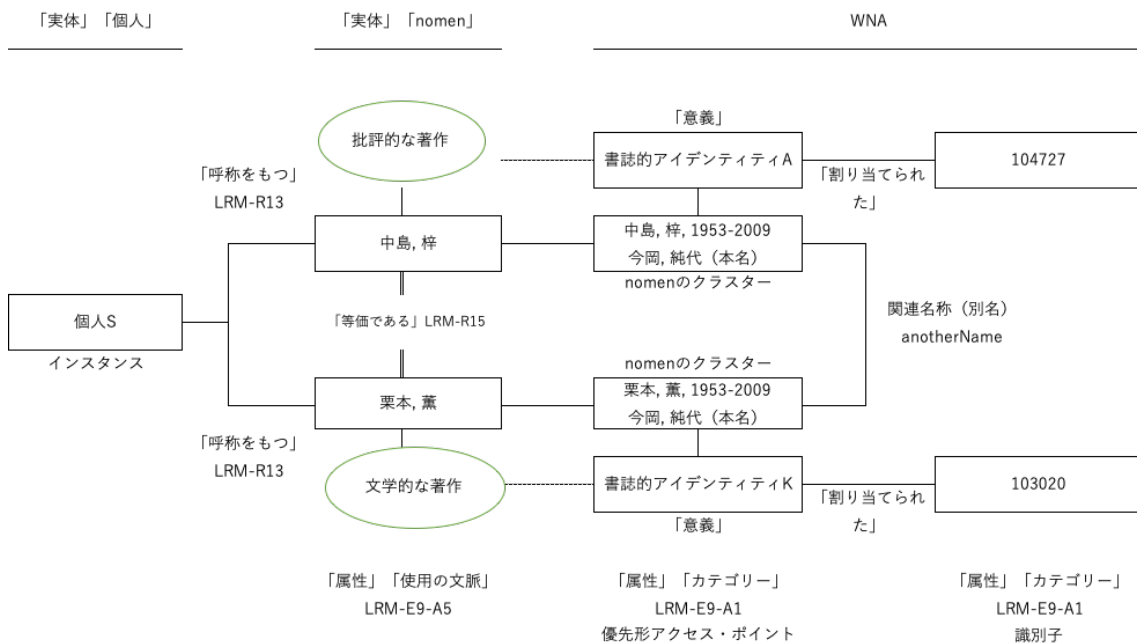 「実体」「個人」
「実体」「nomen」
WNA
批評的な著作
「意義」
書誌的アイデンティティA
104727
「呼称をもつ」
LRM-R13
「割り当てられ
た」
中島, 梓
中島, 梓, 1953-2009
今岡, 純代（本名）
nomenのクラスター
個人S
インスタンス
「等価である」LRM-R15
関連名称（別名）
anotherName
nomenのクラスター
栗本, 薫
栗本, 薫, 1953-2009
今岡, 純代（本名）
「呼称をもつ」
LRM-R13
文学的な著作
書誌的アイデンティティK
103020
「意義」
「割り当てられ
た」
「属性」「使用の文脈」
LRM-E9-A5
「属性」「カテゴリー」
LRM-E9-A1
優先形アクセス・ポイント
「属性」「カテゴリー」
LRM-E9-A1
識別子